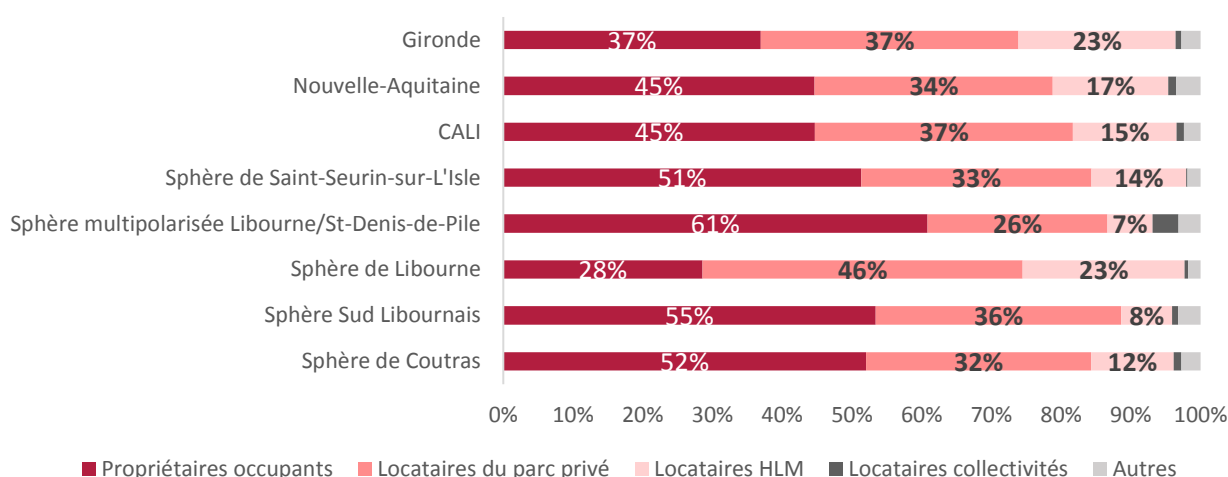 Gironde 37% 37% 23%
Nouvelle-Aquitaine 45% 34% 17%
CALI 45% 37% 15%
Sphère de Saint-Seurin-sur-L'Isle 51% 33% 14%
Sphère multipolarisée Libourne/St-Denis-de-Pile 61% 26% 7%
Sphère de Libourne 28% 46% 23%
Sphère Sud Libournais 55% 36% 8%
Sphère de Coutras 52% 32% 12%
0% 10% 20% 30% 40% 50% 60% 70% 80% 90% 100%
Propriétaires occupants Locataires du parc privé Locataires HLM Locataires collectivités Autres